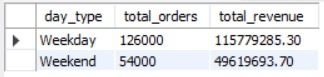 day_type total_orders total_revenue
Weekday 126000 115779285.30
Weekend 54000 49619693.70